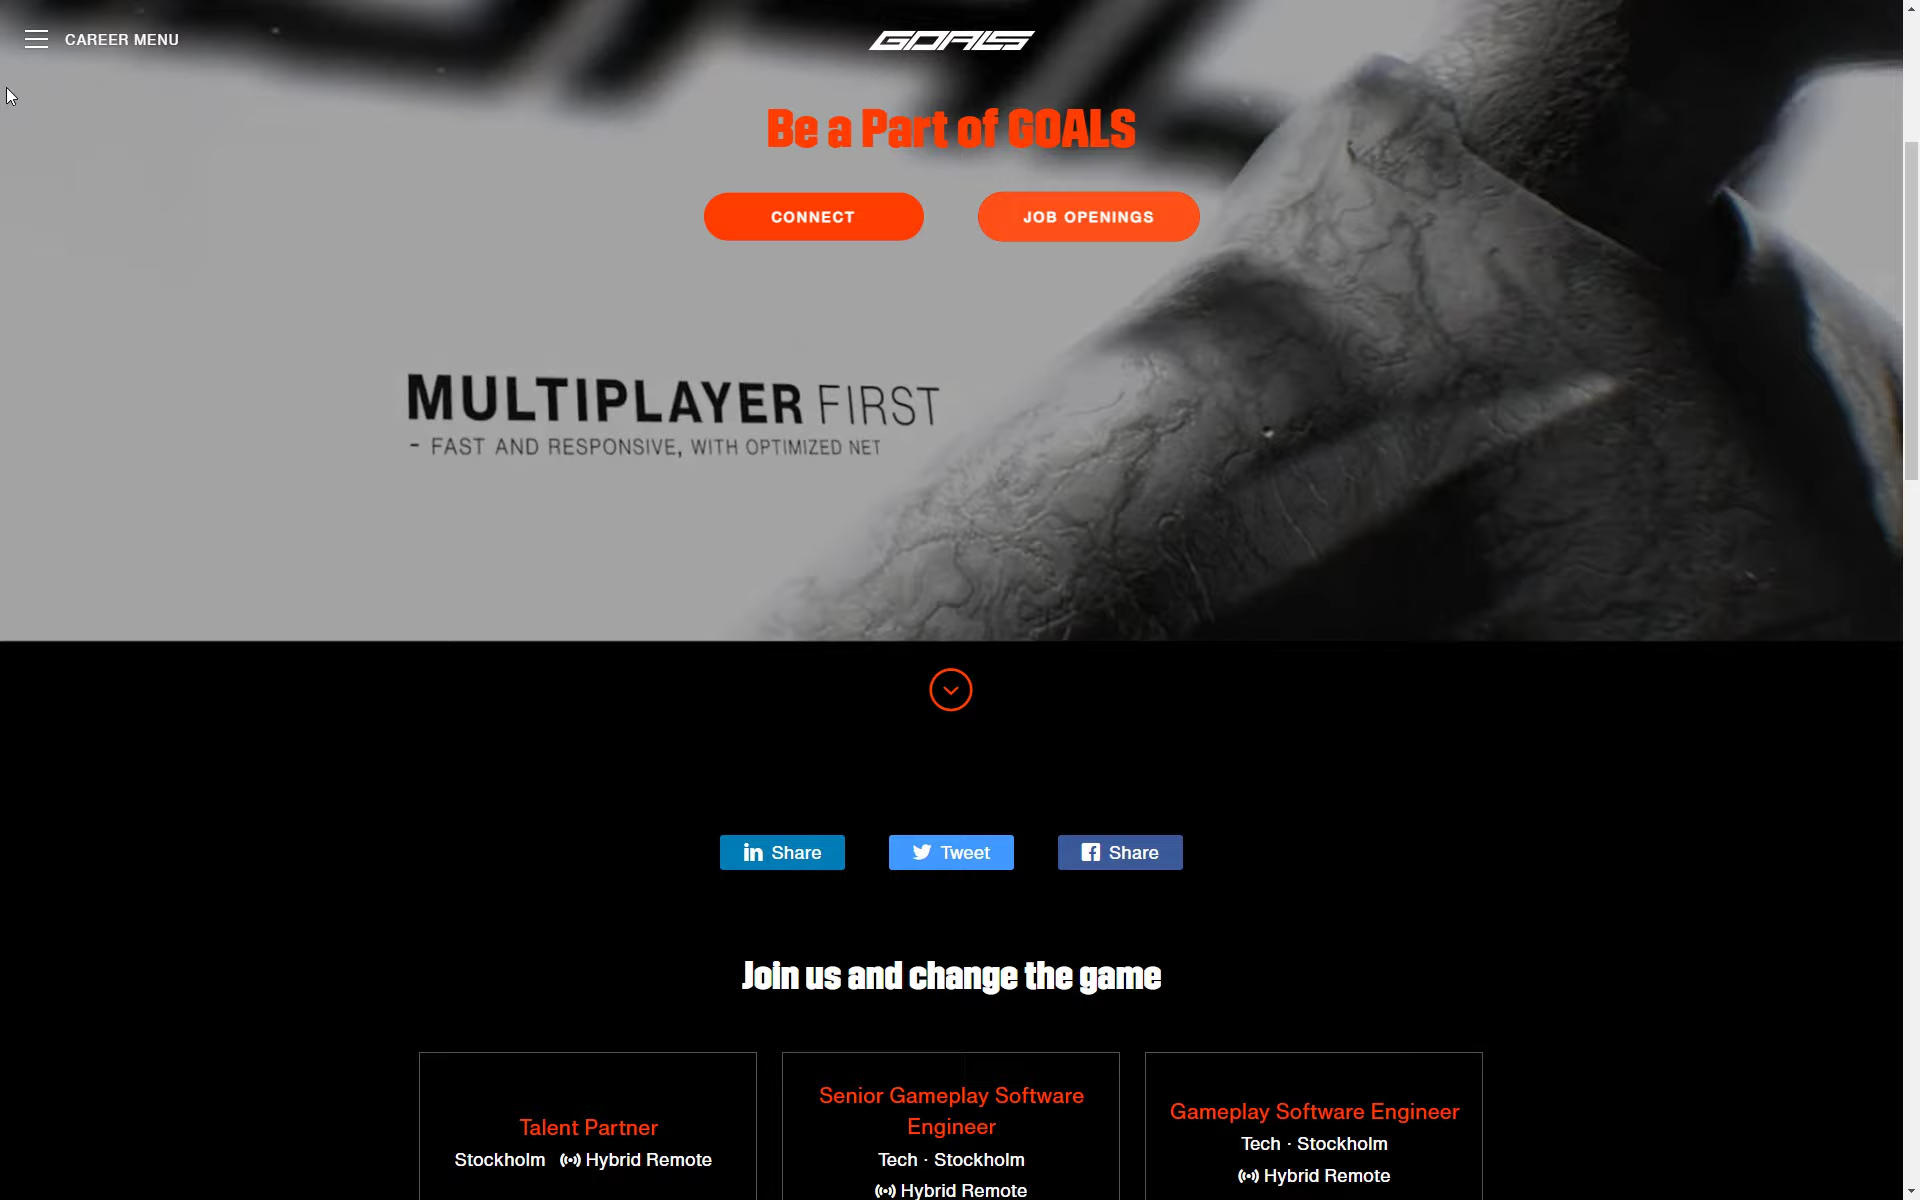 CAREER MENU
GOALS
Be a Part of GOALS
CONNECT
JOB OPENINGS
MULTIPLAYER FIRST
- FAST AND RESPONSIVE, WITH OPTIMIZED NET
in Share
Tweet
Share
Join us and change the game
Talent Partner
Stockholm Hybrid Remote
Senior Gameplay Software
Engineer
Tech · Stockholm
Hybrid Remote
Gameplay Software Engineer
Tech · Stockholm
Hybrid Remote